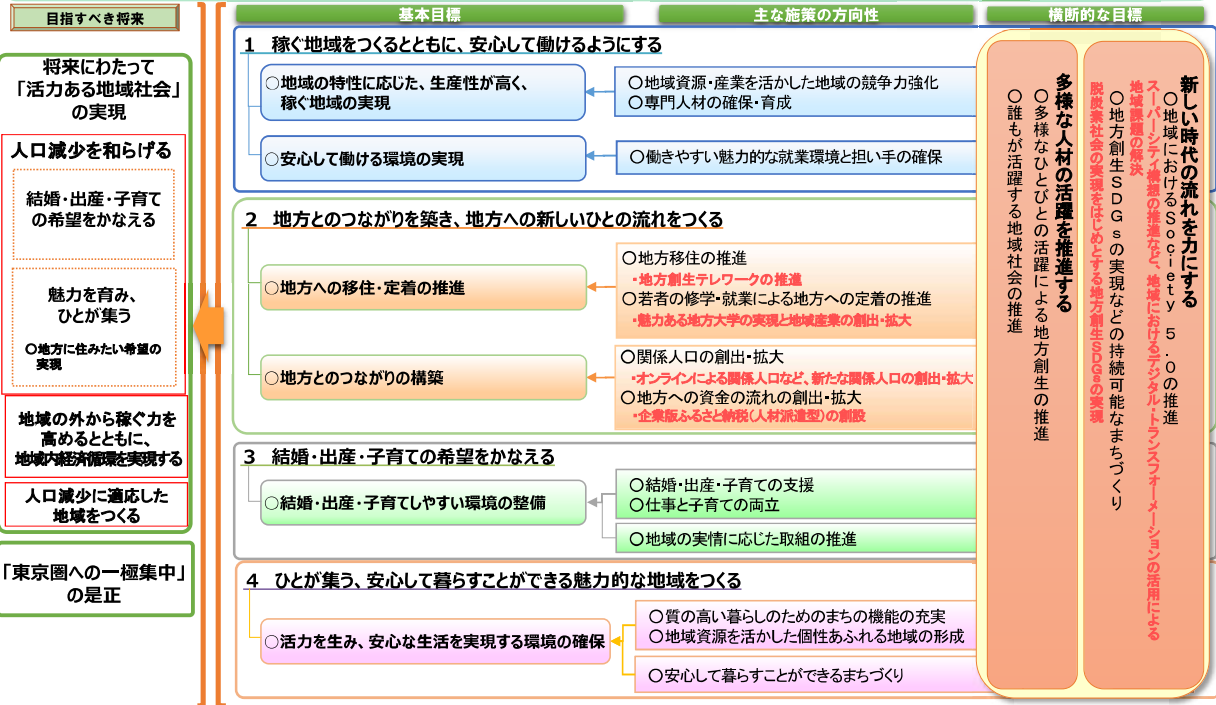 目指すべき将来
将来にわたって
「活力ある地域社会」
の実現
人口減少を和らげる
結婚・出産・子育て
の希望をかなえる
魅力を育み、
ひとが集う
〇地方に住みたい希望の
実現
地域の外から稼ぐ力を
高めるとともに、
地域内経済循環を実現する
人口減少に適応した
地域をつくる
「東京圏への一極集中」
の是正
基本目標
主な施策の方向性
1 稼ぐ地域をつくるとともに、安心して働けるようにする
○地域の特性に応じた、生産性が高く、
稼ぐ地域の実現
〇地域資源・産業を活かした地域の競争力強化
〇専門人材の確保・育成
○安心して働ける環境の実現
〇働きやすい魅力的な就業環境と担い手の確保
2 地方とのつながりを築き、地方への新しいひとの流れをつくる
○地方への移住・定着の推進
〇地方移住の推進
・地方創生テレワークの推進
〇若者の修学・就業による地方への定着の推進
・魅力ある地方大学の実現と地域産業の創出・拡大
○地方とのつながりの構築
〇関係人口の創出・拡大
・オンラインによる関係人口など、新たな関係人口の創出・拡大
〇地方への資金の流れの創出・拡大
・企業版ふるさと納税(人材派遣型)の創設
3 結婚・出産・子育ての希望をかなえる
○結婚・出産・子育てしやすい環境の整備
〇結婚・出産・子育ての支援
〇仕事と子育ての両立
〇地域の実情に応じた取組の推進
4 ひとが集う、安心して暮らすことができる魅力的な地域をつくる
○活力を生み、安心な生活を実現する環境の確保
〇質の高い暮らしのためのまちの機能の充実
〇地域資源を活かした個性あふれる地域の形成
〇安心して暮らすことができるまちづくり
横断的な目標
新しい時代の流れを力にする
〇地域におけるSociety 5.0の推進
スーパーシティ構想の推進など、地域におけるデジタル・トランスフォーメーションの活用による
地域課題の解決
〇地方創生SDGsの実現などの持続可能なまちづくり
脱炭素社会の実現をはじめとする地方創生SDGsの実現
多様な人材の活躍を推進する
〇多様なひとびとの活躍による地方創生の推進
〇誰もが活躍する地域社会の推進